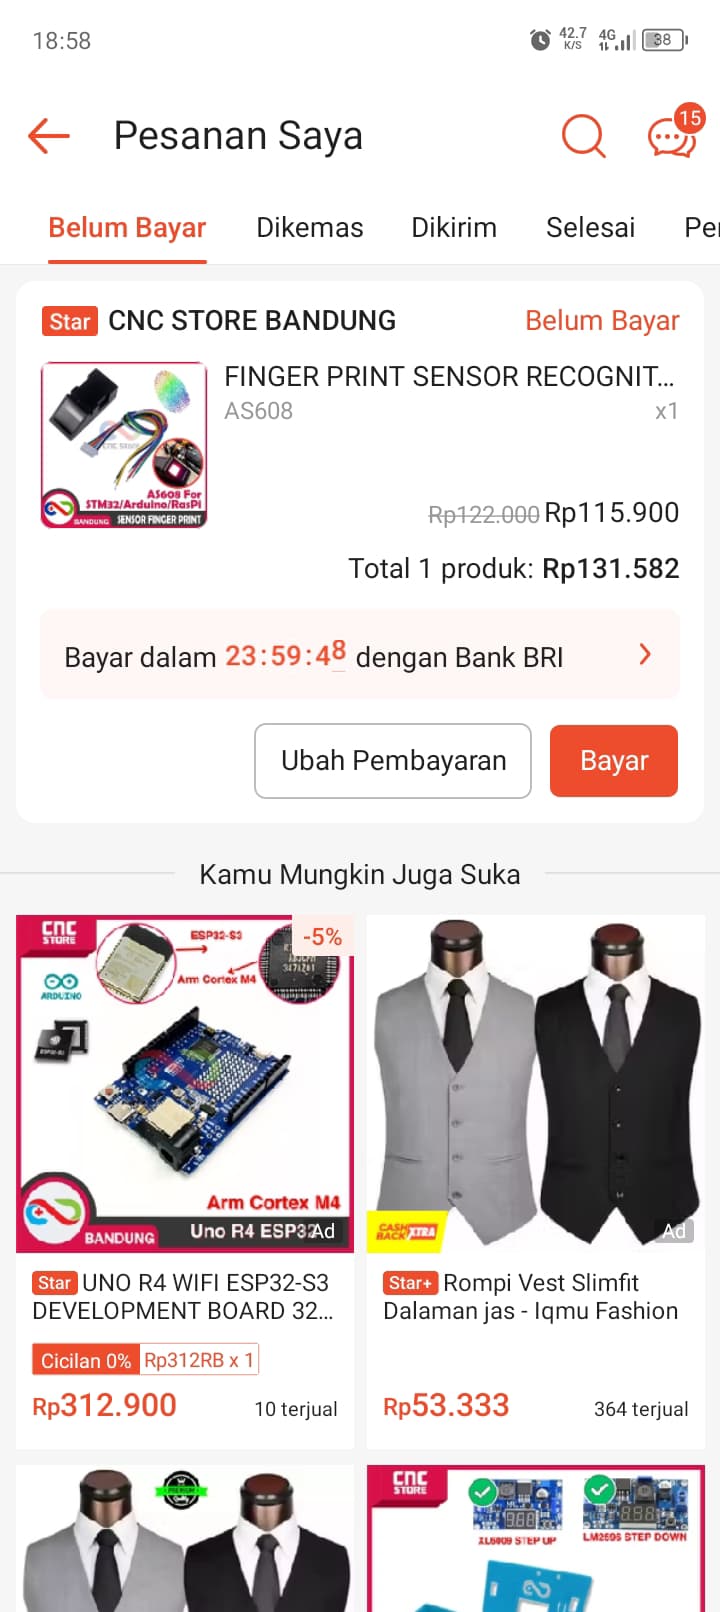 18:58
42.7
K/S
4G
38
Pesanan Saya
15
Belum Bayar
Dikemas
Dikirim
Selesai
Pe
Star CNC STORE BANDUNG
Belum Bayar
FINGER PRINT SENSOR RECOGNIT...
AS608
x1
AS608 For
STM32/Arduino/RasPi
BANDUNG SENSOR FINGER PRINT
Rp122.000 Rp115.900
Total 1 produk: Rp131.582
Bayar dalam 23:59:48 dengan Bank BRI
Ubah Pembayaran
Bayar
Kamu Mungkin Juga Suka
CNC
STORE
ESP32-S3
-5%
Arm Cortex M4
ARDUINO
Arm Cortex M4
BANDUNG
Uno R4 ESP32
Ad
Star UNO R4 WIFI ESP32-S3
DEVELOPMENT BOARD 32...
Cicilan 0% Rp312RB x 1
Rp312.900
10 terjual
CASH
BACK XTRA
Ad
Star+ Rompi Vest Slimfit
Dalaman jas - Iqmu Fashion
Rp53.333
364 terjual
PREMIUM
CNC
STORE
XL6009 STEP UP
LM2596 STEP DOWN